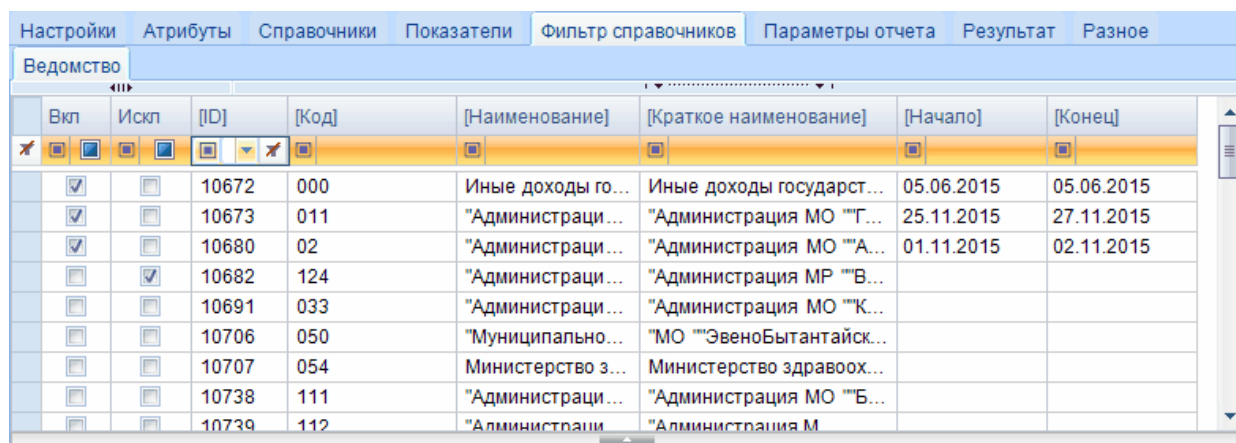 Настройки Атрибуты Справочники Показатели Фильтр справочников Параметры отчета Результат Разное
Ведомство
Вкл Искл [ID] [Код] [Наименование] [Краткое наименование] [Начало] [Конец]
10672 000 Иные доходы го... Иные доходы государст... 05.06.2015 05.06.2015
10673 011 "Администраци... "Администрация МО ""Г... 25.11.2015 27.11.2015
10680 02 "Администраци... "Администрация МО ""А... 01.11.2015 02.11.2015
10682 124 "Администраци... "Администрация МР ""В...
10691 033 "Администраци... "Администрация МО ""К...
10706 050 "Муниципально... "МО ""ЭвеноБытантайск...
10707 054 Министерство з... Министерство здравоох...
10738 111 "Администраци... "Администрация МО ""Б...
10739 112 "Администраци "Администрация М